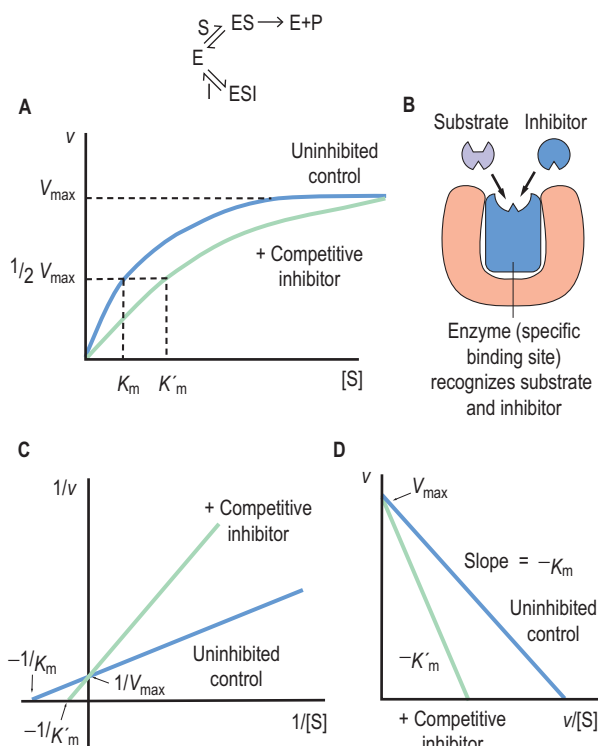 S ES → E+P
E
I ESI
A
v
Uninhibited
control
Vmax
+ Competitive
inhibitor
1/2 Vmax
Km K′m [S]
B
Substrate Inhibitor
Enzyme (specific
binding site)
recognizes substrate
and inhibitor
C
1/v
+ Competitive
inhibitor
−1/Km
Uninhibited
control
1/Vmax
−1/K′m
1/[S]
D
v
Vmax
Slope = −Km
Uninhibited
control
−K′m
+ Competitive
inhibitor
v/[S]